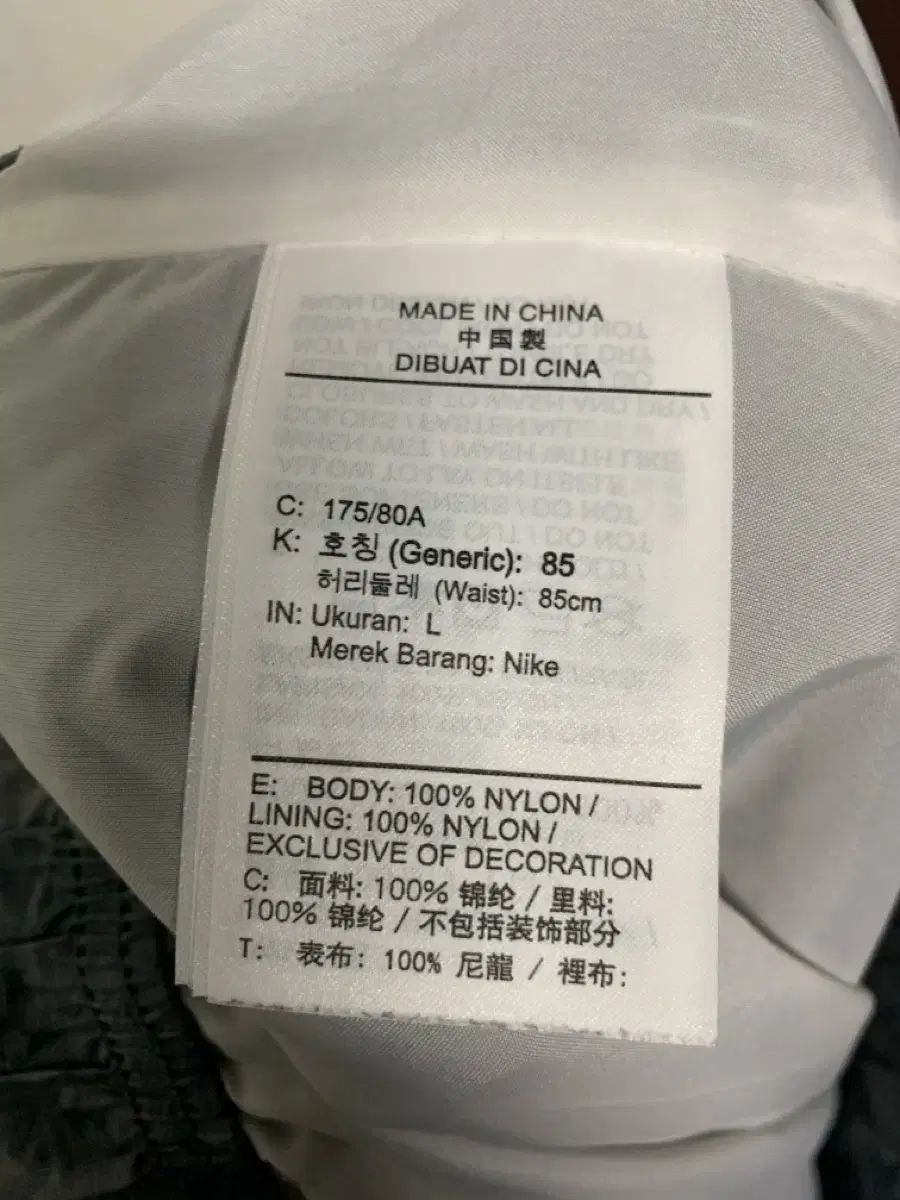 MADE IN CHINA
中国製
DIBUAT DI CINA
C: 175/80A
K: 호칭 (Generic): 85
허리둘레 (Waist): 85cm
IN: Ukuran: L
Merek Barang: Nike
E: BODY: 100% NYLON /
LINING: 100% NYLON /
EXCLUSIVE OF DECORATION
C: 面料: 100% 锦纶 / 里料:
100% 锦纶 / 不包括装饰部分
T: 表布: 100% 尼龍 / 裡布: